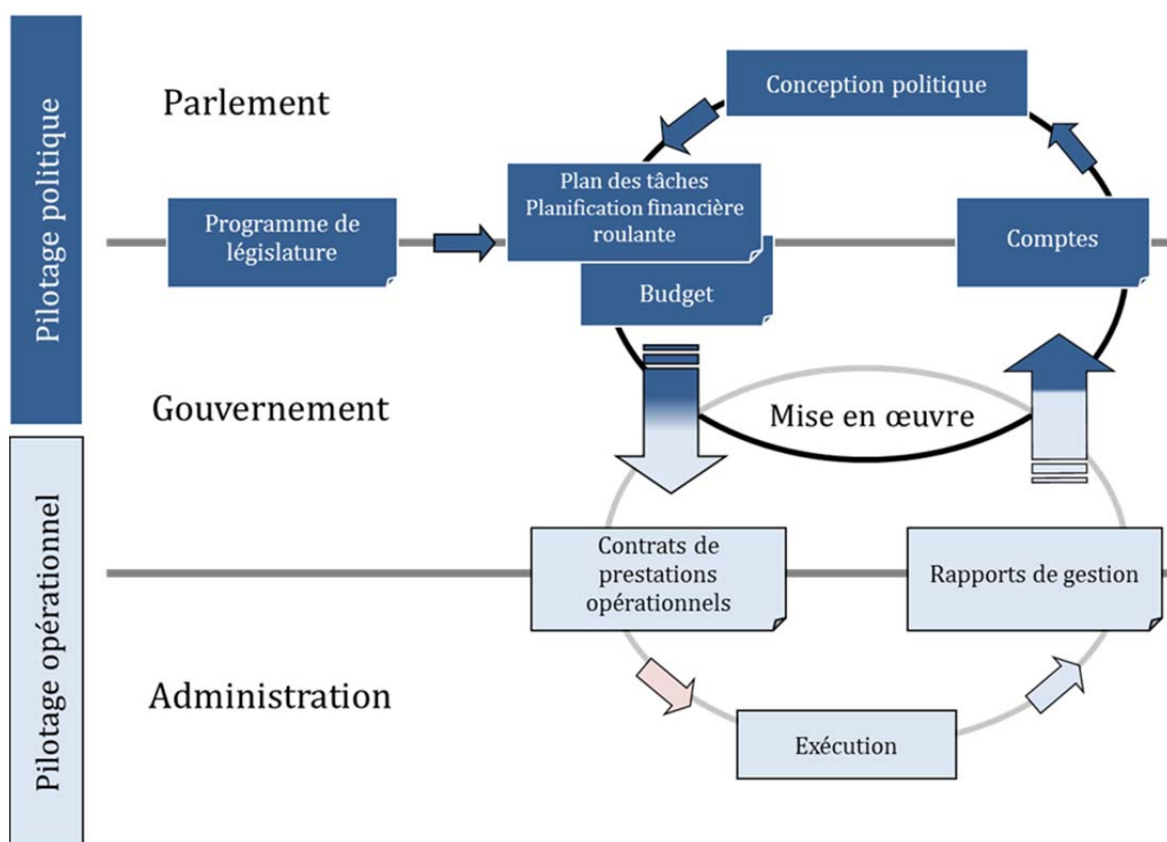 Pilotage politique
Parlement
Conception politique
Programme de
législature
Plan des tâches
Planification financière
roulante
Budget
Comptes
Gouvernement
Mise en œuvre
Pilotage opérationnel
Contrats de
prestations
opérationnels
Rapports de gestion
Administration
Exécution